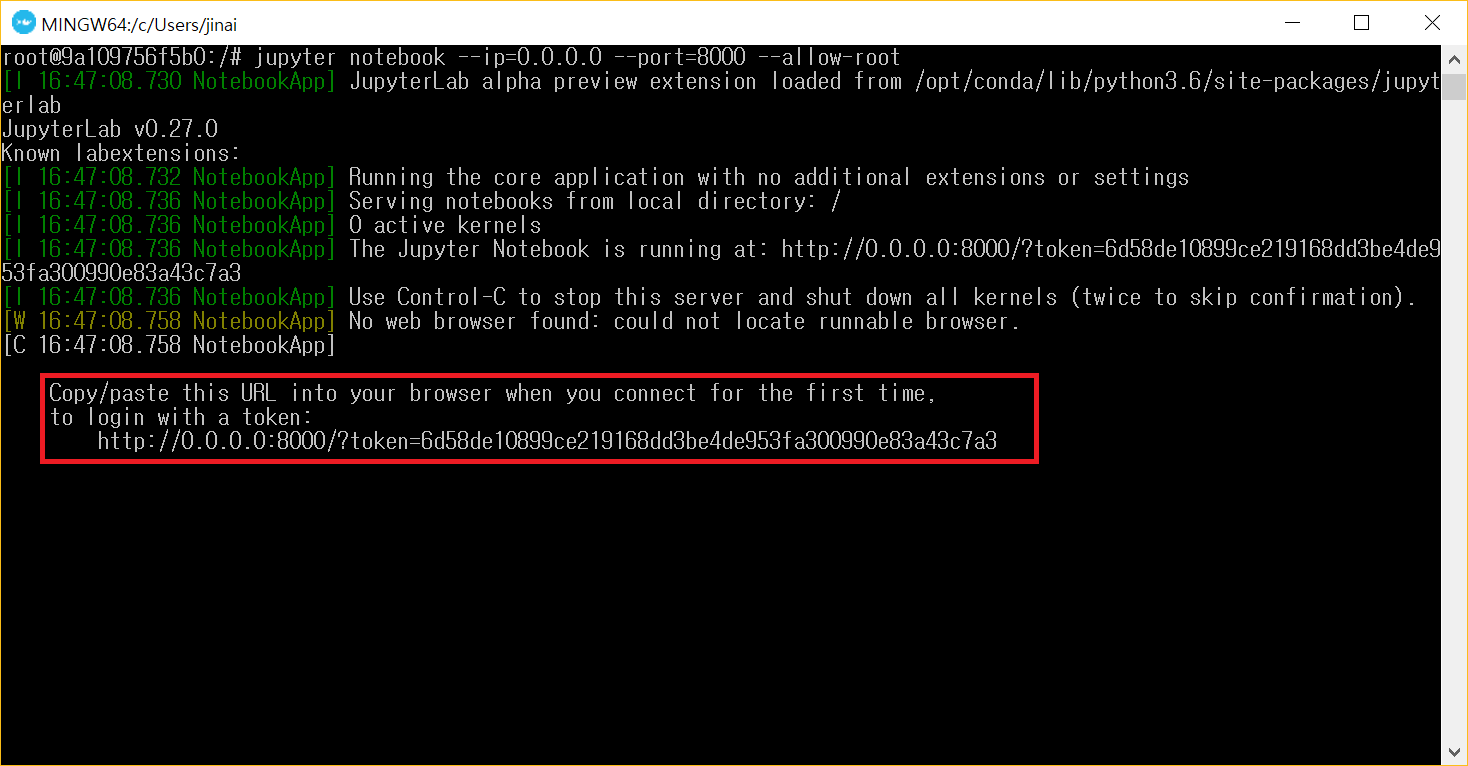 MINGW64:/c/Users/jinai
root@9a109756f5b0:/# jupyter notebook --ip=0.0.0.0 --port=8000 --allow-root
[I 16:47:08.730 NotebookApp] JupyterLab alpha preview extension loaded from /opt/conda/lib/python3.6/site-packages/jupyt
erlab
JupyterLab v0.27.0
Known labextensions:
[I 16:47:08.732 NotebookApp] Running the core application with no additional extensions or settings
[I 16:47:08.736 NotebookApp] Serving notebooks from local directory: /
[I 16:47:08.736 NotebookApp] 0 active kernels
[I 16:47:08.736 NotebookApp] The Jupyter Notebook is running at: http://0.0.0.0:8000/?token=6d58de10899ce219168dd3be4de9
53fa300990e83a43c7a3
[I 16:47:08.736 NotebookApp] Use Control-C to stop this server and shut down all kernels (twice to skip confirmation).
[W 16:47:08.758 NotebookApp] No web browser found: could not locate runnable browser.
[C 16:47:08.758 NotebookApp]
Copy/paste this URL into your browser when you connect for the first time,
to login with a token:
http://0.0.0.0:8000/?token=6d58de10899ce219168dd3be4de953fa300990e83a43c7a3